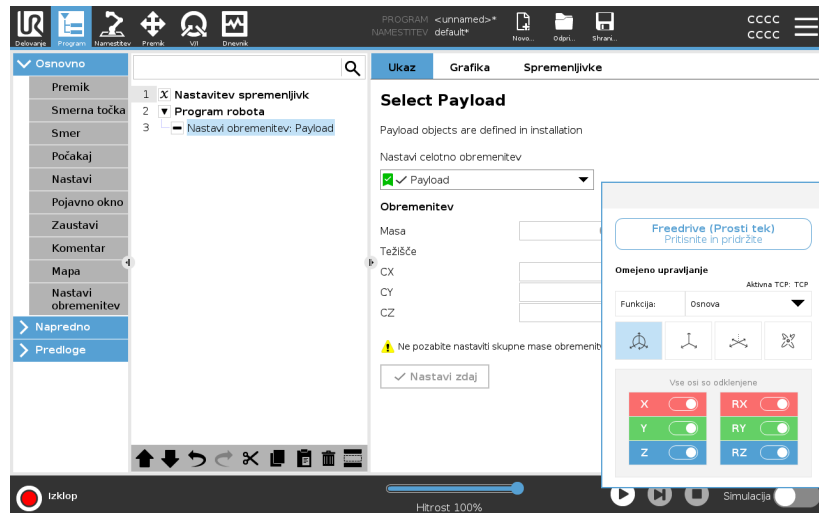 PROGRAM <unnamed>*
NAMESTITEV default*
Delovanje Program Namestitev Premik V/I Dnevnik Novo... Odpri... Shrani...
CCCC
CCCC
Osnovno
Premik
Smerna točka
Smer
Počakaj
Nastavi
Pojavno okno
Zaustavi
Komentar
Mapa
Nastavi
obremenitev
Napredno
Predloge
1 X Nastavitev spremenljivk
2 Program robota
3 Nastavi obremenitev: Payload
Ukaz Grafika Spremenljivke
Select Payload
Payload objects are defined in installation
Nastavi celotno obremenitev
Payload
Obremenitev
Masa
Težišče
CX
CY
CZ
Ne pozabite nastaviti skupne mase obremenit
Nastavi zdaj
Freedrive (Prosti tek)
Pritisnite in pridržite
Omejeno upravljanje
Aktivna TCP: TCP
Funkcija: Osnova
Vse osi so odklenjene
X RX
Y RY
Z RZ
Izklop
Hitrost 100%
Simulacija